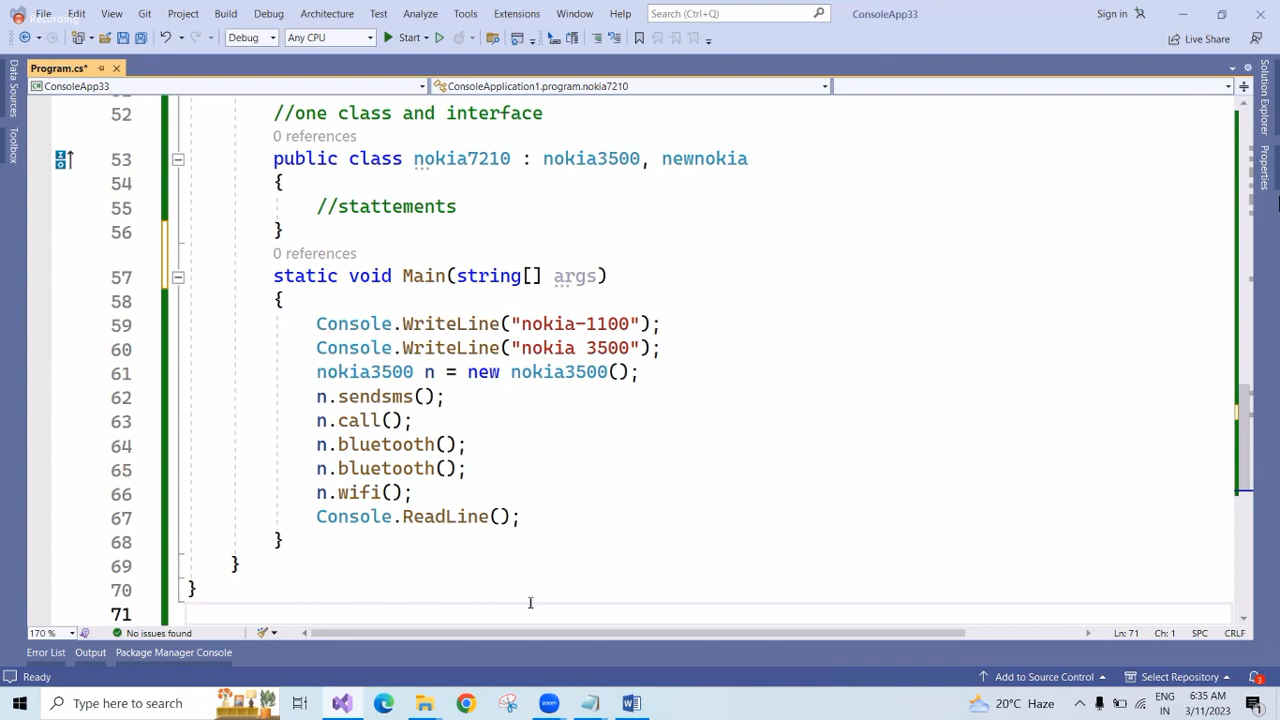 File Edit View Git Project Build Debug Architecture Test Analyze Tools Extensions Window Help Search (Ctrl+Q) ConsoleApp33 Sign in
Recording
Debug Any CPU Start Live Share
Program.cs*
ConsoleApp33 ConsoleApplication1.program.nokia7210
Data Sources
Toolbox
Solution Explorer
Properties
52 //one class and interface
0 references
53 public class nokia7210 : nokia3500, newnokia
54 {
55 //stattements
56 }
0 references
57 static void Main(string[] args)
58 {
59 Console.WriteLine("nokia-1100");
60 Console.WriteLine("nokia 3500");
61 nokia3500 n = new nokia3500();
62 n.sendsms();
63 n.call();
64 n.bluetooth();
65 n.bluetooth();
66 n.wifi();
67 Console.ReadLine();
68 }
69 }
70 }
71
170 % No issues found Ln: 71 Ch: 1 SPC CRLF
Error List Output Package Manager Console
Ready Add to Source Control Select Repository 3
Type here to search 20°C Haze ENG 6:35 AM
IN 3/11/2023 1